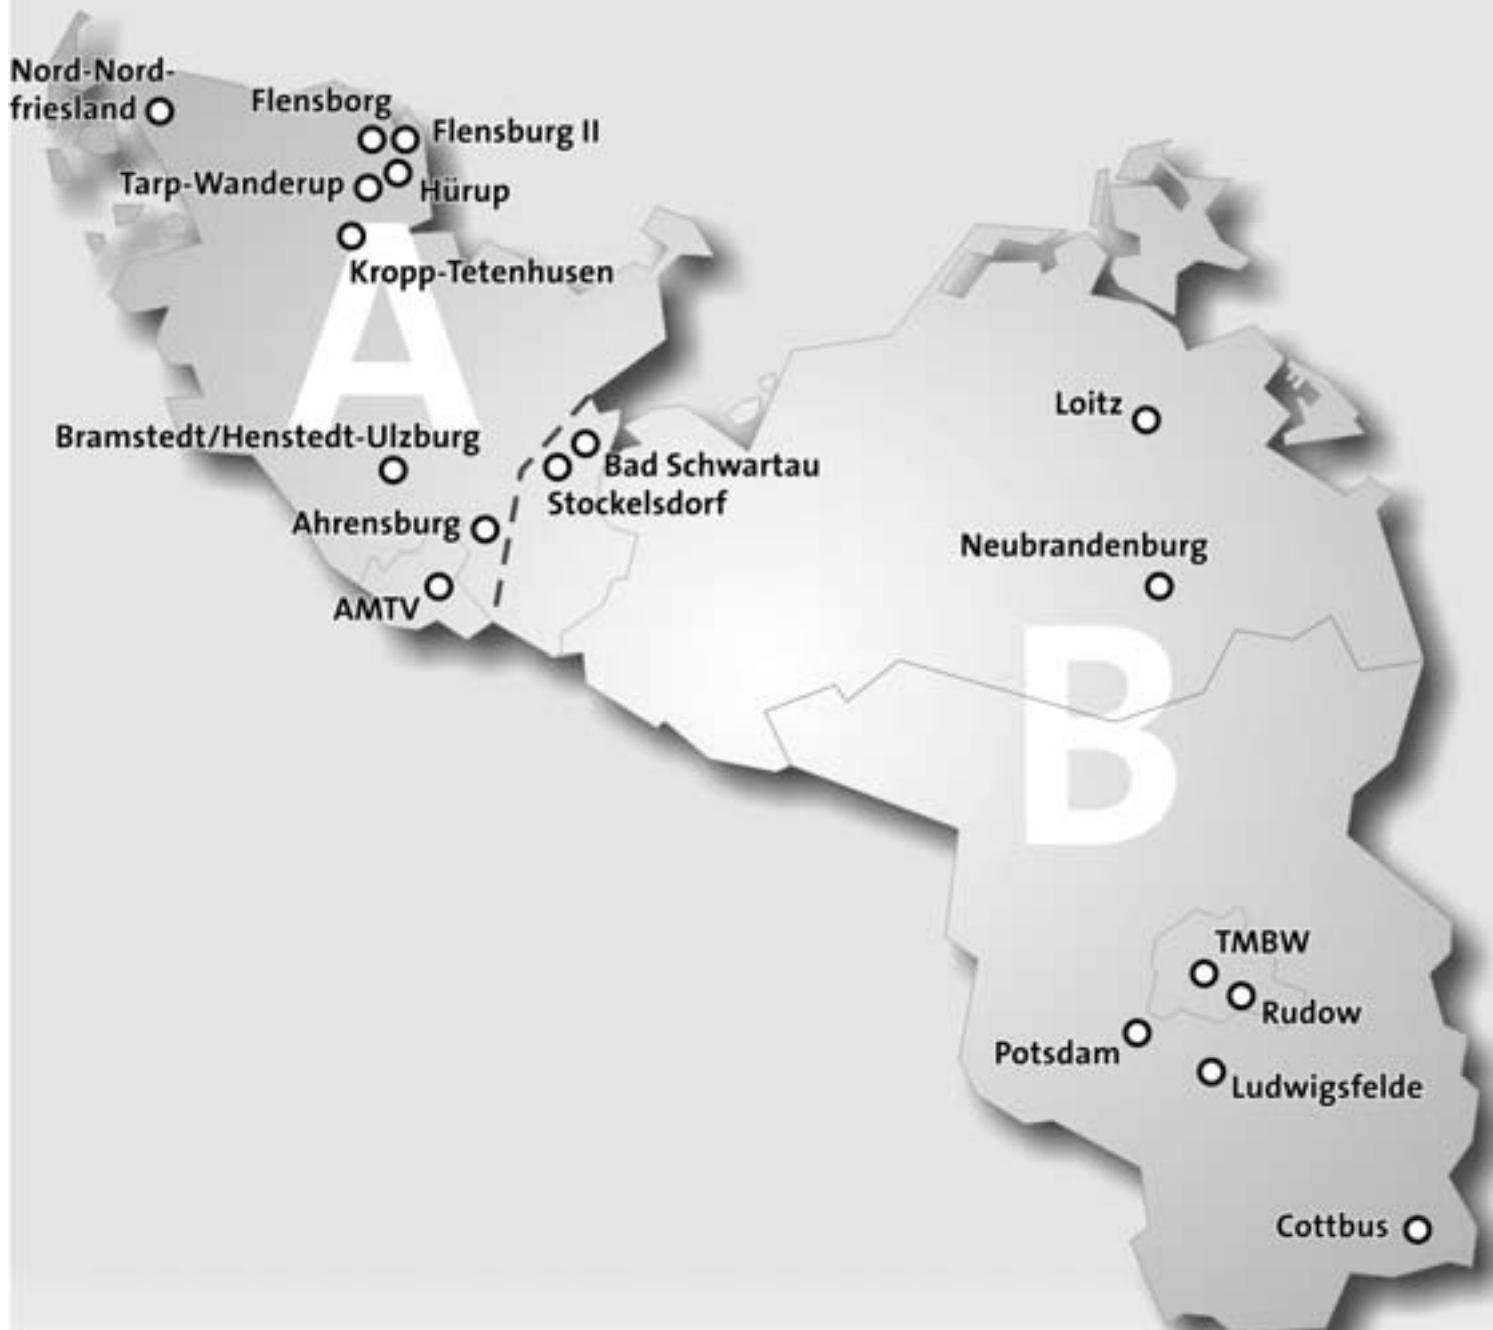 Nord-Nord-
friesland
Flensborg
Flensburg II
Tarp-Wanderup
Hürup
Kropp-Tetenhusen
A
Bramstedt/Henstedt-Ulzburg
Bad Schwartau
Stockelsdorf
Ahrensburg
AMTV
Loitz
Neubrandenburg
B
TMBW
Rudow
Potsdam
Ludwigsfelde
Cottbus